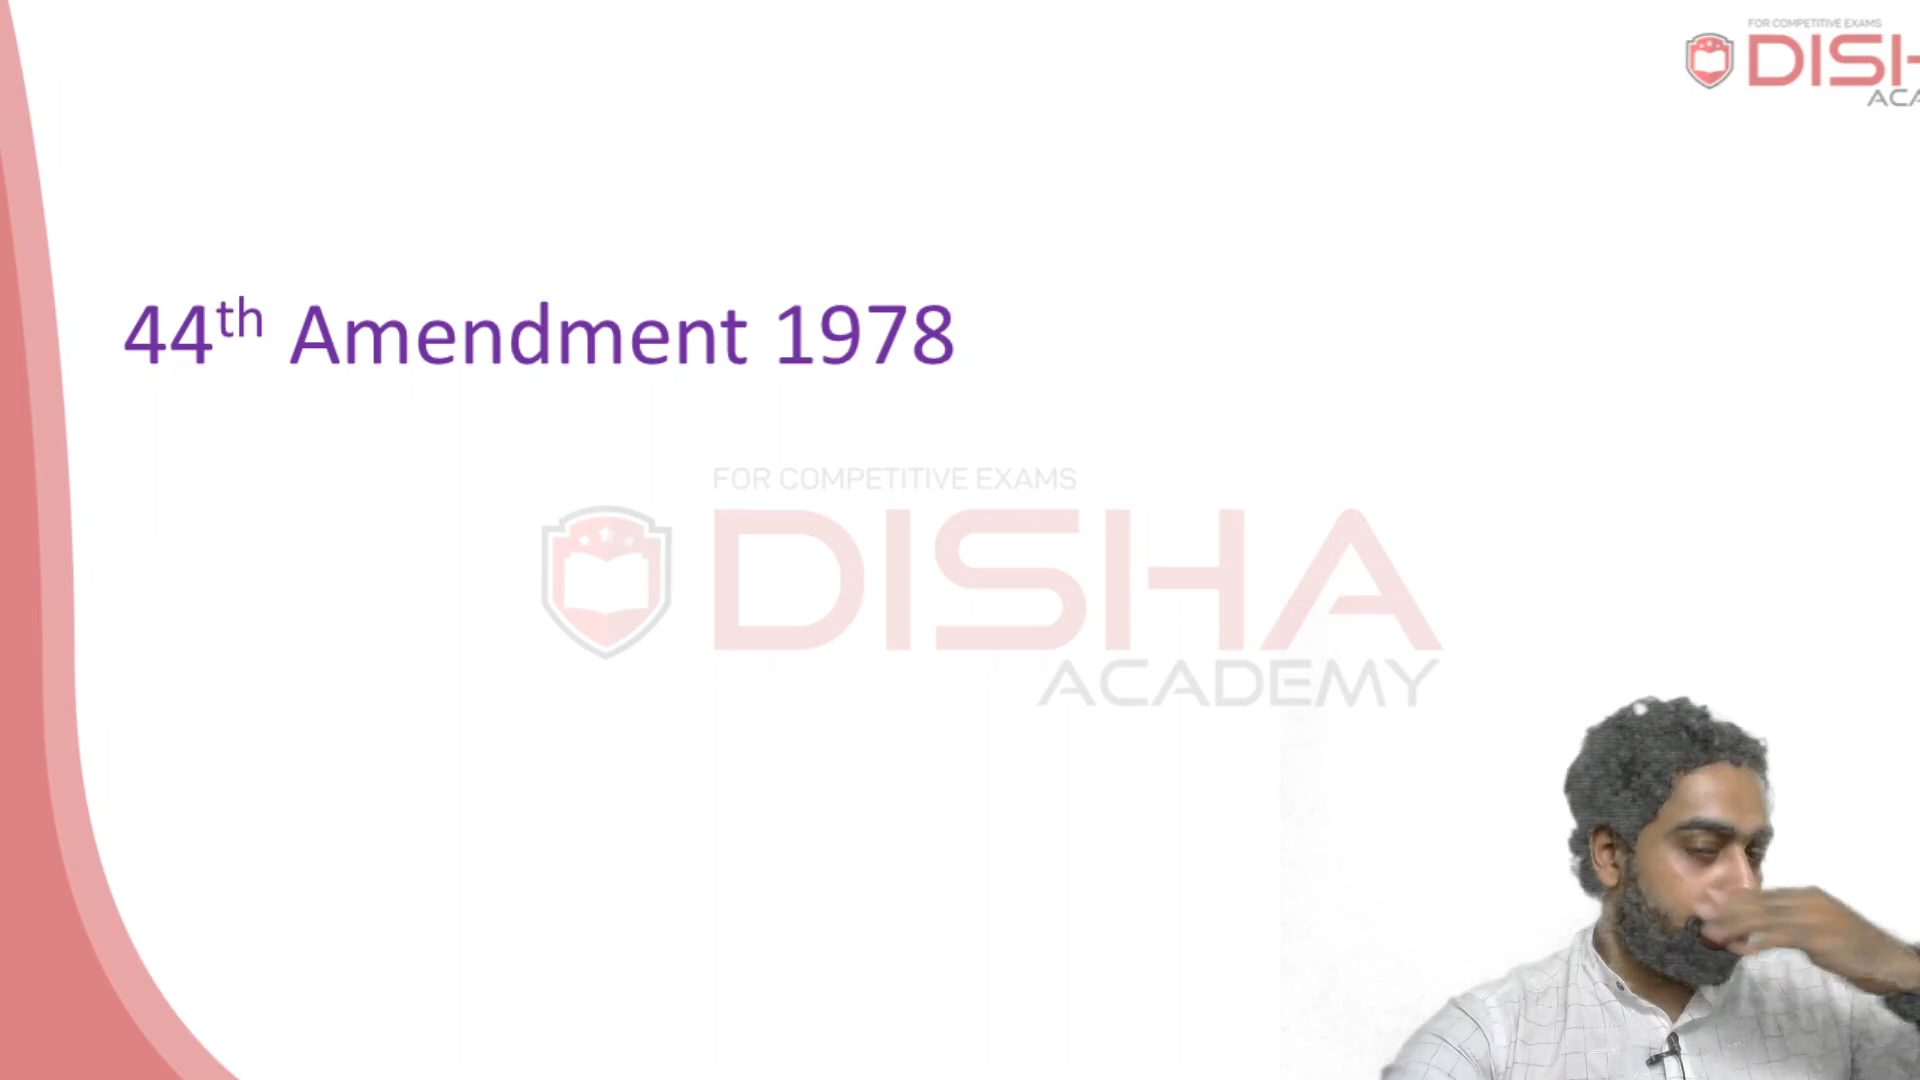 FOR COMPETITIVE EXAMS
DISH
ACA
44th Amendment 1978
FOR COMPETITIVE EXAMS
DISHA
ACADEMY